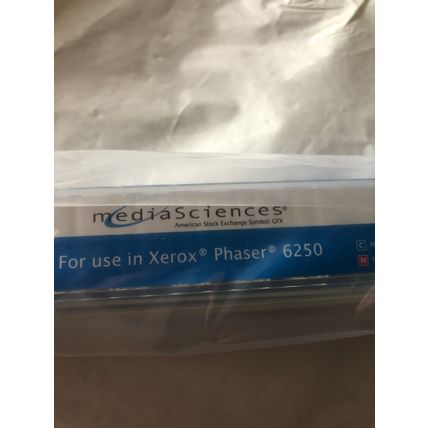 mediaSciences®
American Stock Exchange Symbol: GFX
For use in Xerox® Phaser® 6250
C
M